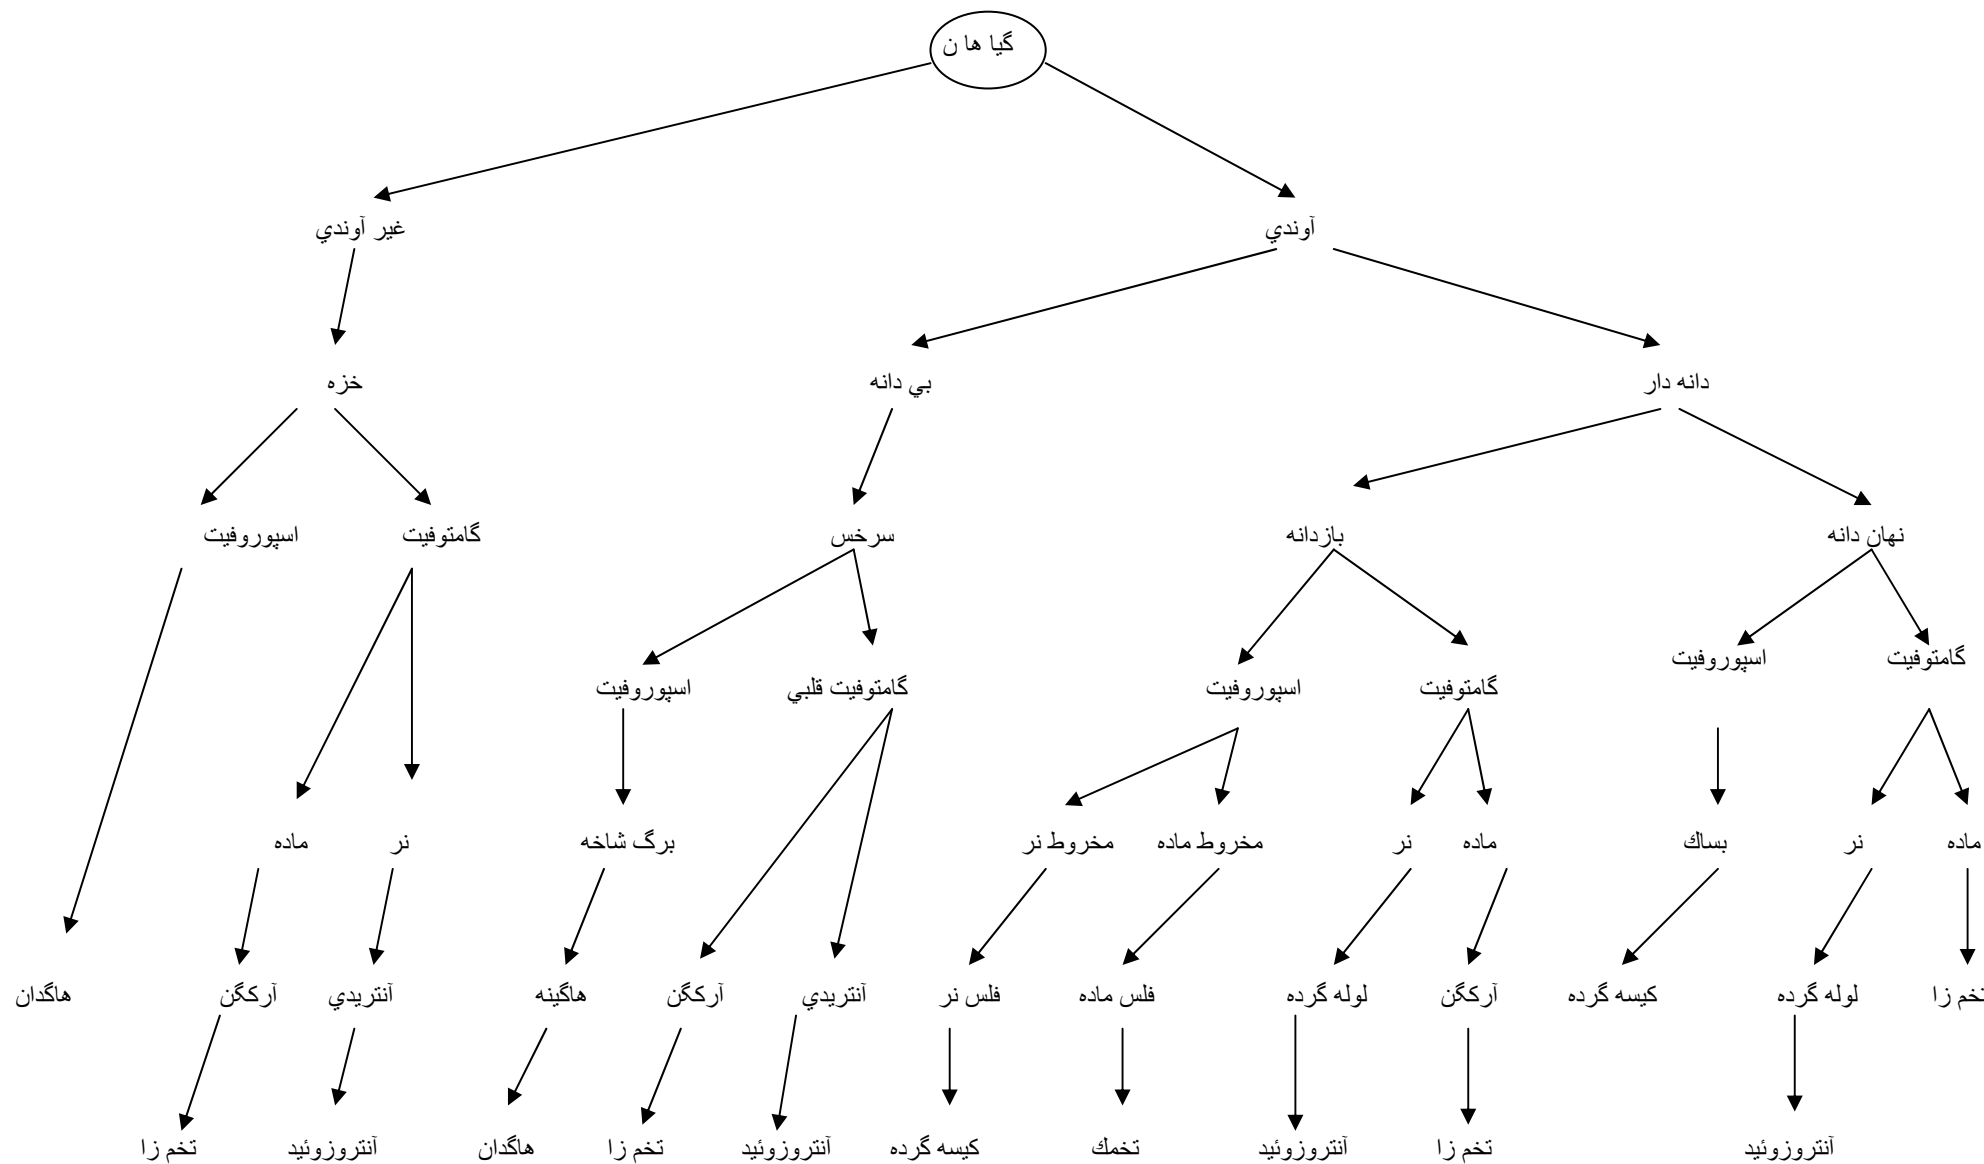 گيا ها ن
آوندي
غير آوندي
دانه دار
بي دانه
خزه
نهان دانه
بازدانه
سرخس
گامتوفيت
اسپوروفيت
گامتوفيت
اسپوروفيت
گامتوفيت
اسپوروفيت
گامتوفيت قلبي
اسپوروفيت
ماده
نر
بساك
ماده
نر
مخروط ماده
مخروط نر
برگ شاخه
نر
ماده
تخم زا
لوله گرده
كيسه گرده
آركگن
لوله گرده
فلس ماده
فلس نر
آنتريدي
آركگن
هاگينه
آنتريدي
آركگن
هاگدان
آنتروزوئيد
تخم زا
آنتروزوئيد
تخمك
كيسه گرده
آنتروزوئيد
تخم زا
هاگدان
آنتروزوئيد
تخم زا